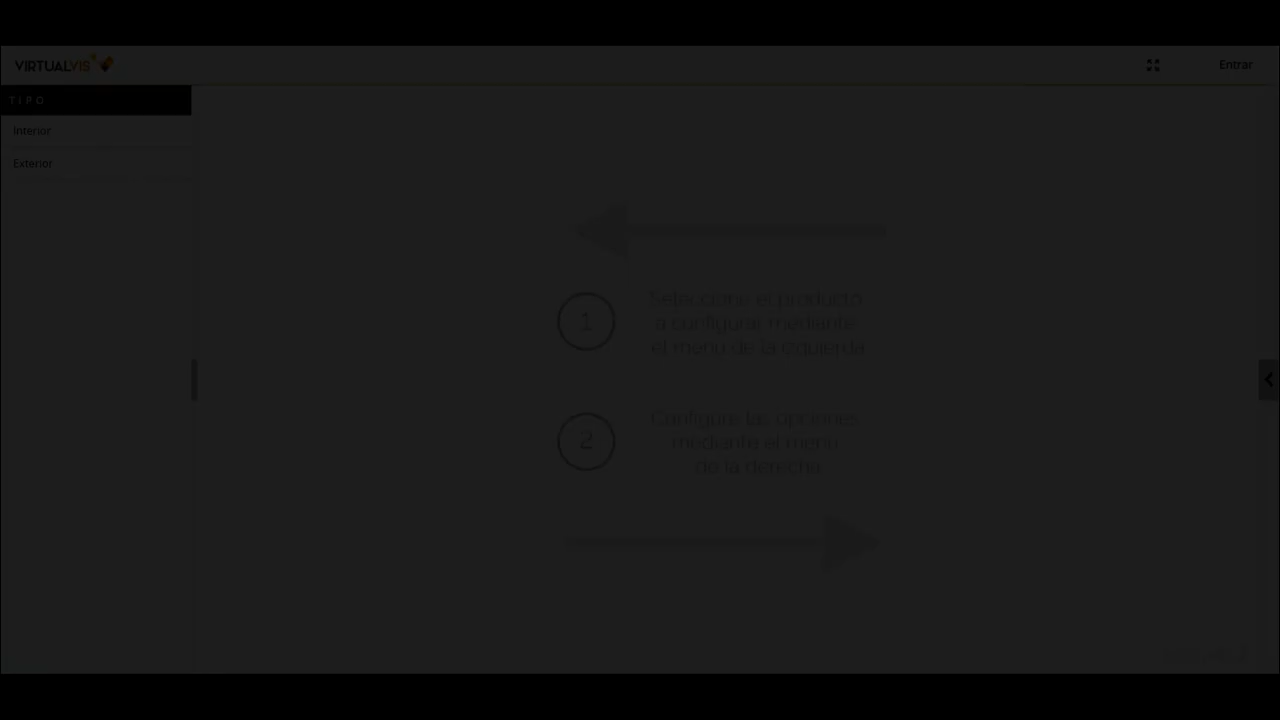 VIRTUALVIS
Entrar
TIPO
Interior
Exterior
1
Seleccione el producto
a configurar mediante
el menú de la izquierda
2
Configure las opciones
mediante el menú
de la derecha